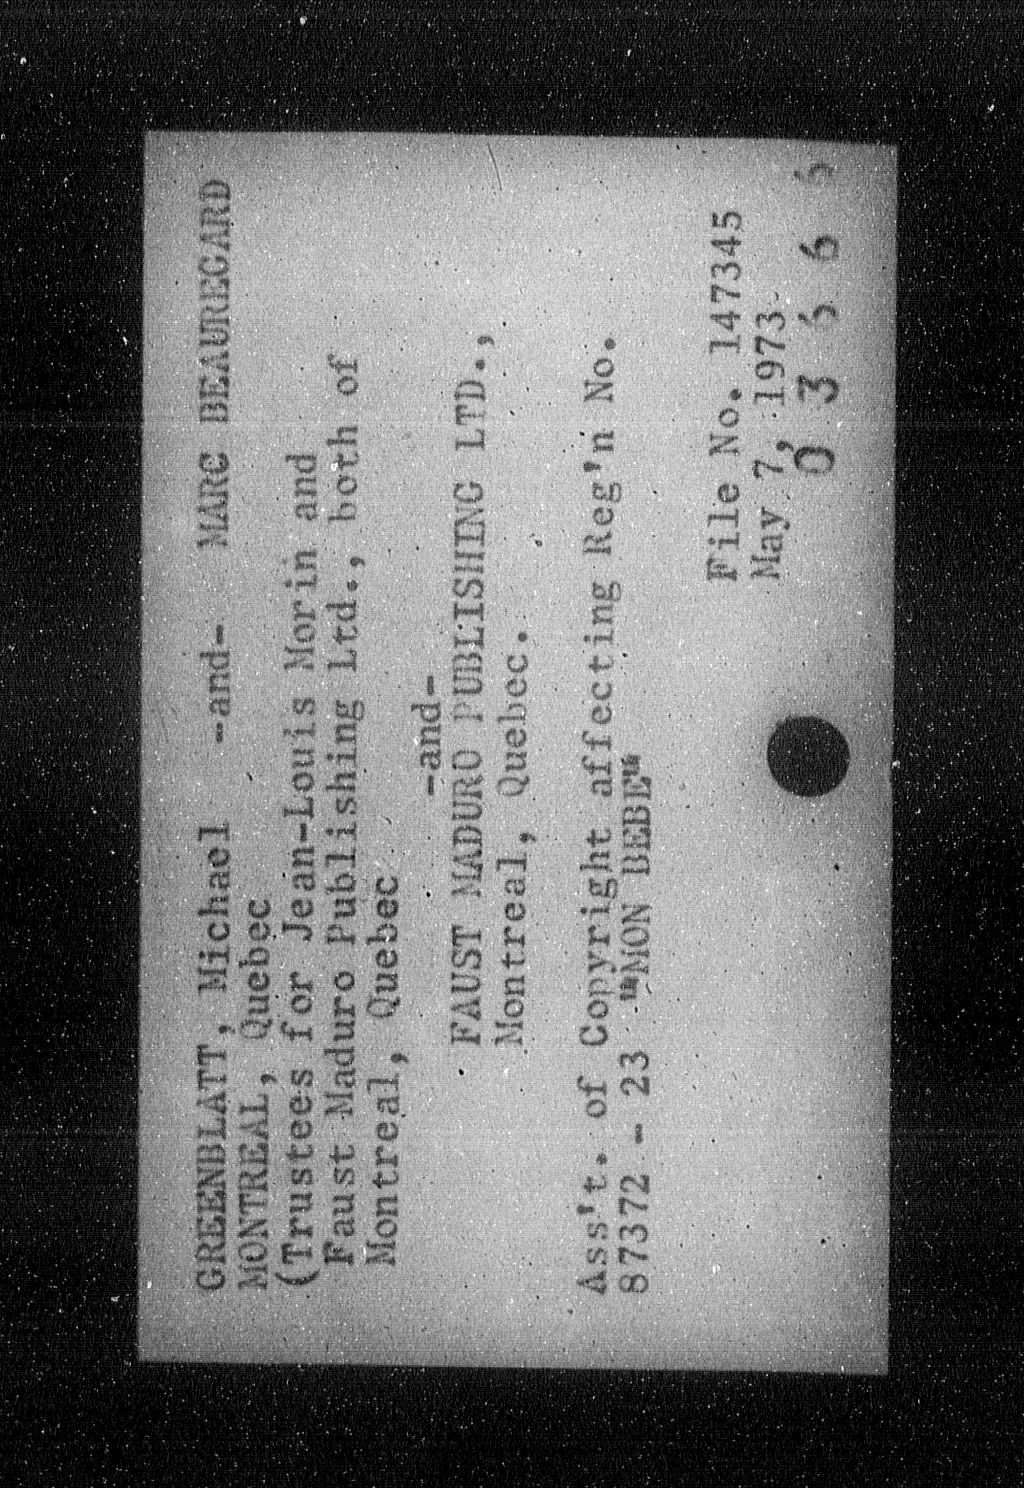 GREENBLATT, Michael -and- MARC BEAUREGARD
MONTREAL, Quebec
(Trustees for Jean-Louis Morin and
Faust Maduro Publishing Ltd., both of
Montreal, Quebec
-and-
FAUST MADURO PUBLISHING LTD.,
Montreal, Quebec.
Ass't. of Copyright affecting Reg'n No.
87372 - 23 "MON BEBE"
File No. 147345
May 7, 1973